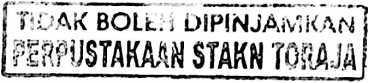 TIDAK BOLEH DIPINJAMKAN
PERPUSTAKAAN STAKN TORAJA